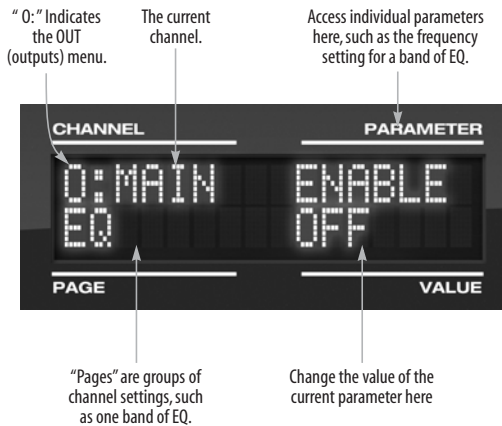 “ O:” Indicates
the OUT
(outputs) menu.
The current
channel.
Access individual parameters
here, such as the frequency
setting for a band of EQ.
CHANNEL
PARAMETER
O:MAIN
ENABLE
EQ
OFF
PAGE
VALUE
“Pages” are groups of
channel settings, such
as one band of EQ.
Change the value of the
current parameter here